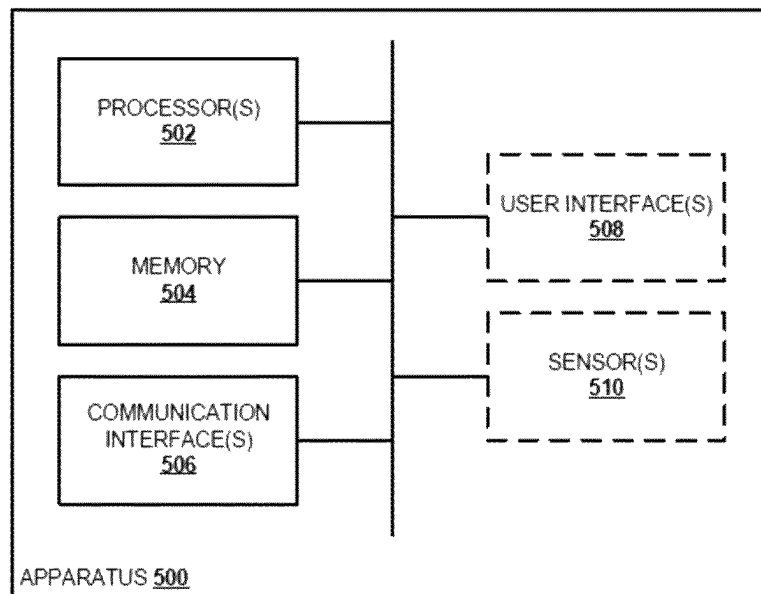 PROCESSOR(S)
502
MEMORY
504
COMMUNICATION
INTERFACE(S)
506
USER INTERFACE(S)
508
SENSOR(S)
510
APPARATUS 500